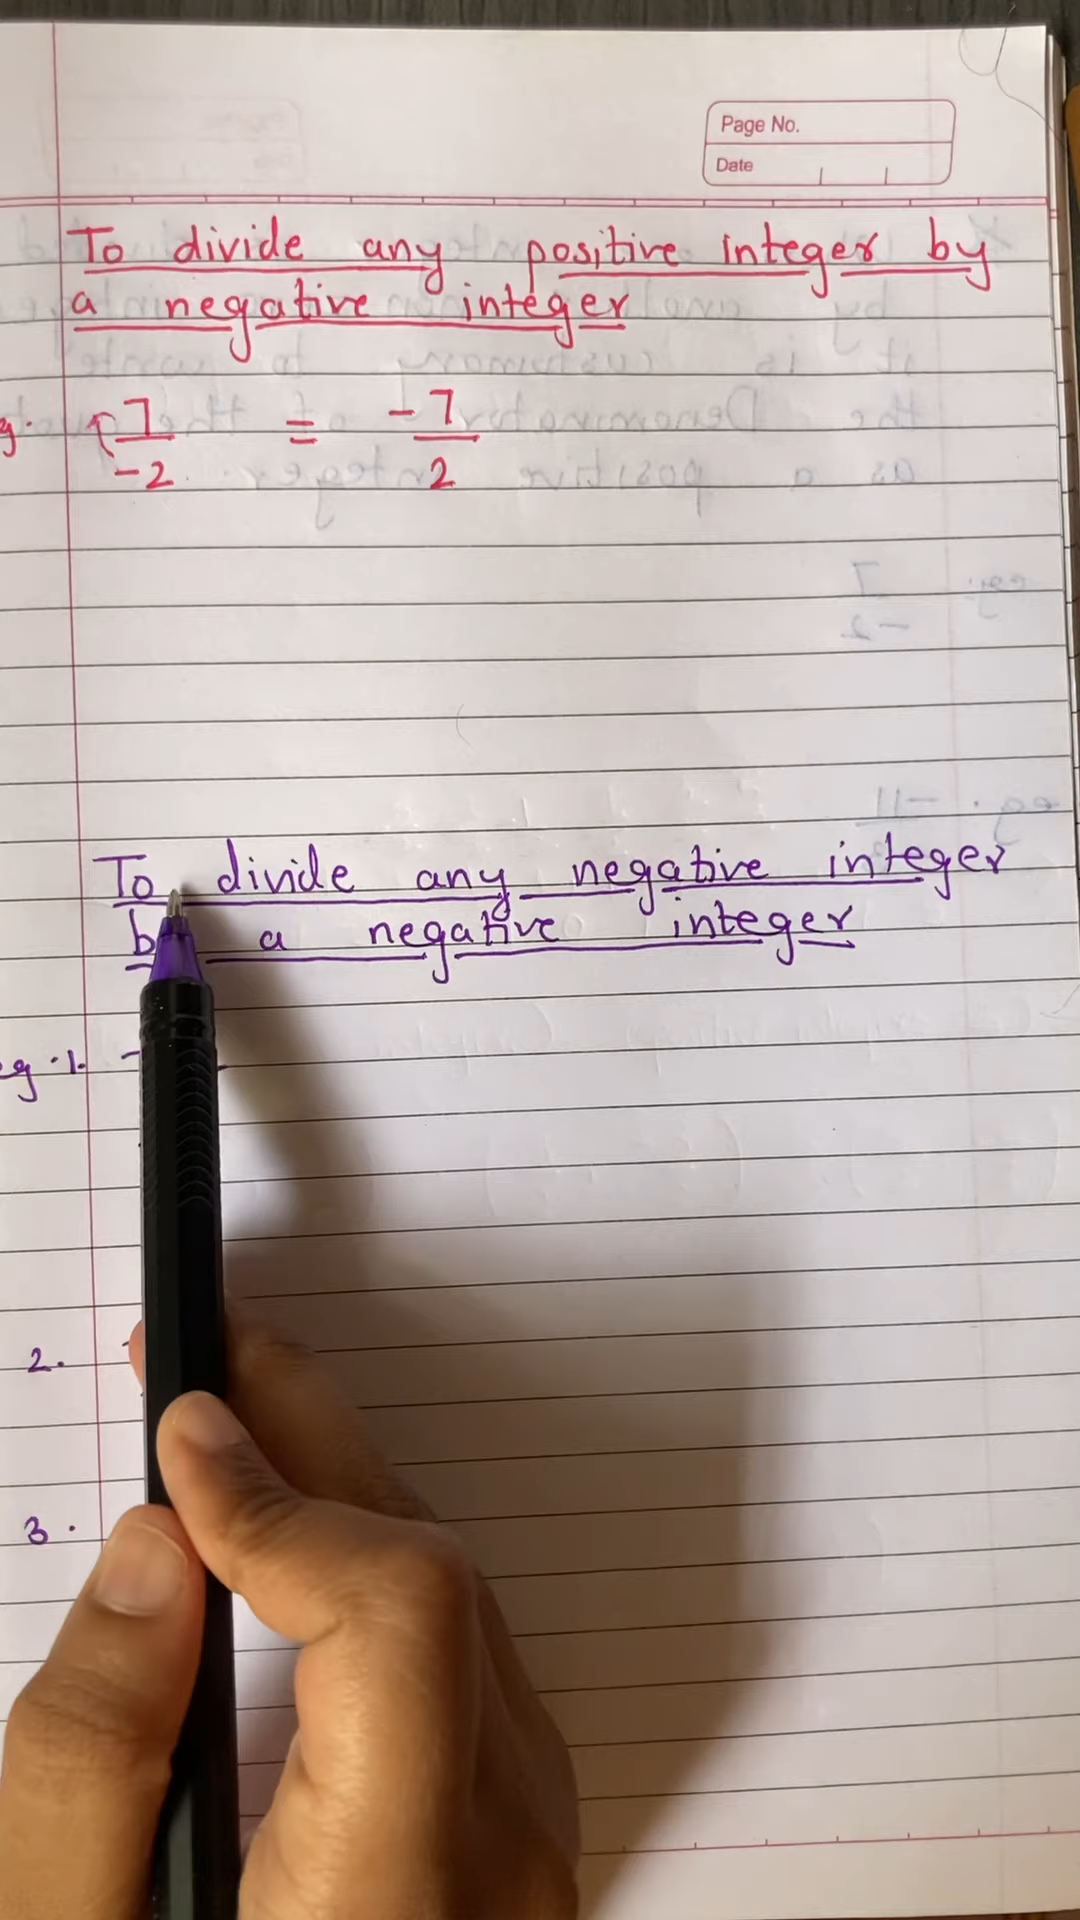 Page No.
Date
To divide any positive integer by
a negative integer
g. 7/-2 = -7/2
To divide any negative integer
a negative integer
eg. 1.
2.
3.